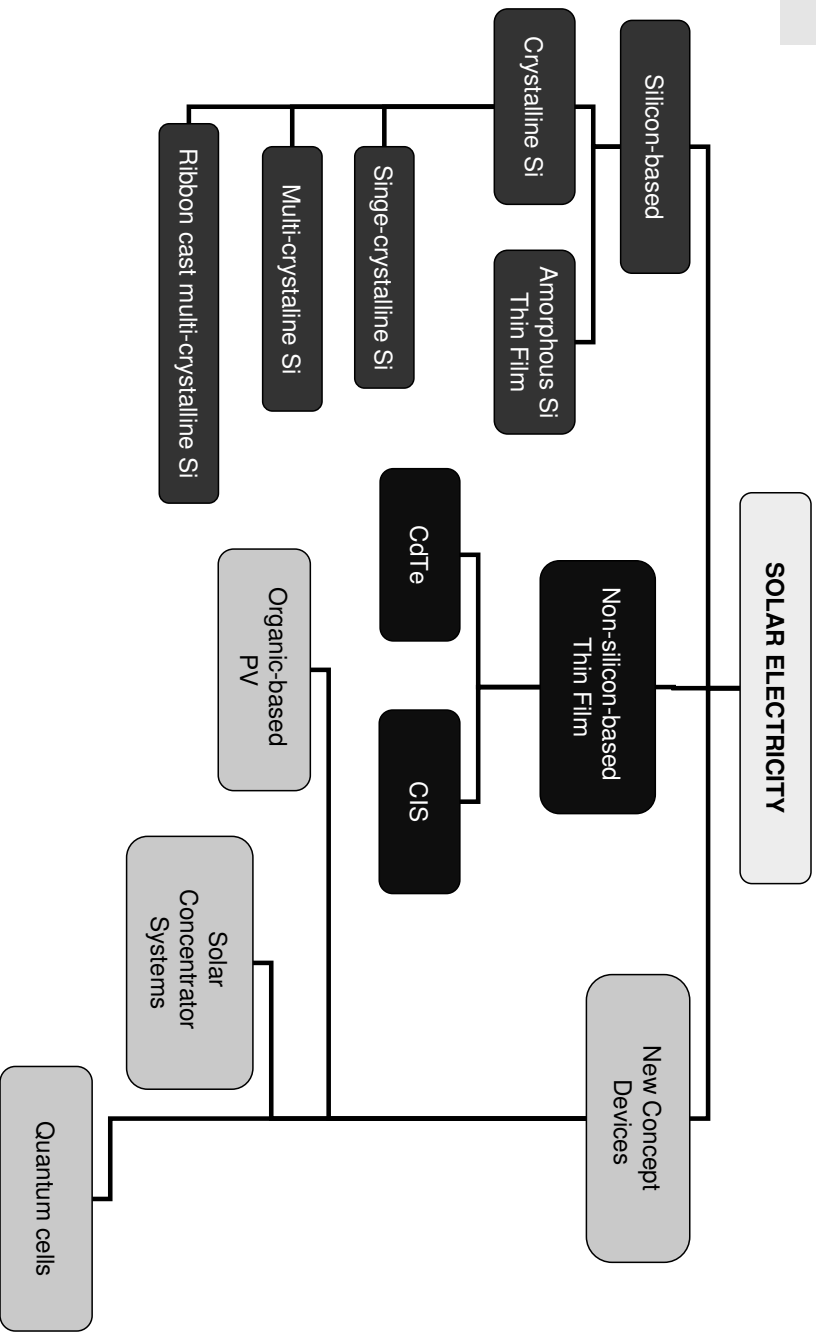 SOLAR ELECTRICITY
Silicon-based
Non-silicon-based
Thin Film
New Concept
Devices
Crystalline Si
Amorphous Si
Thin Film
CdTe
CIS
Singe-crystalline Si
Multi-crystaline Si
Ribbon cast multi-crystalline Si
Organic-based
PV
Solar
Concentrator
Systems
Quantum cells